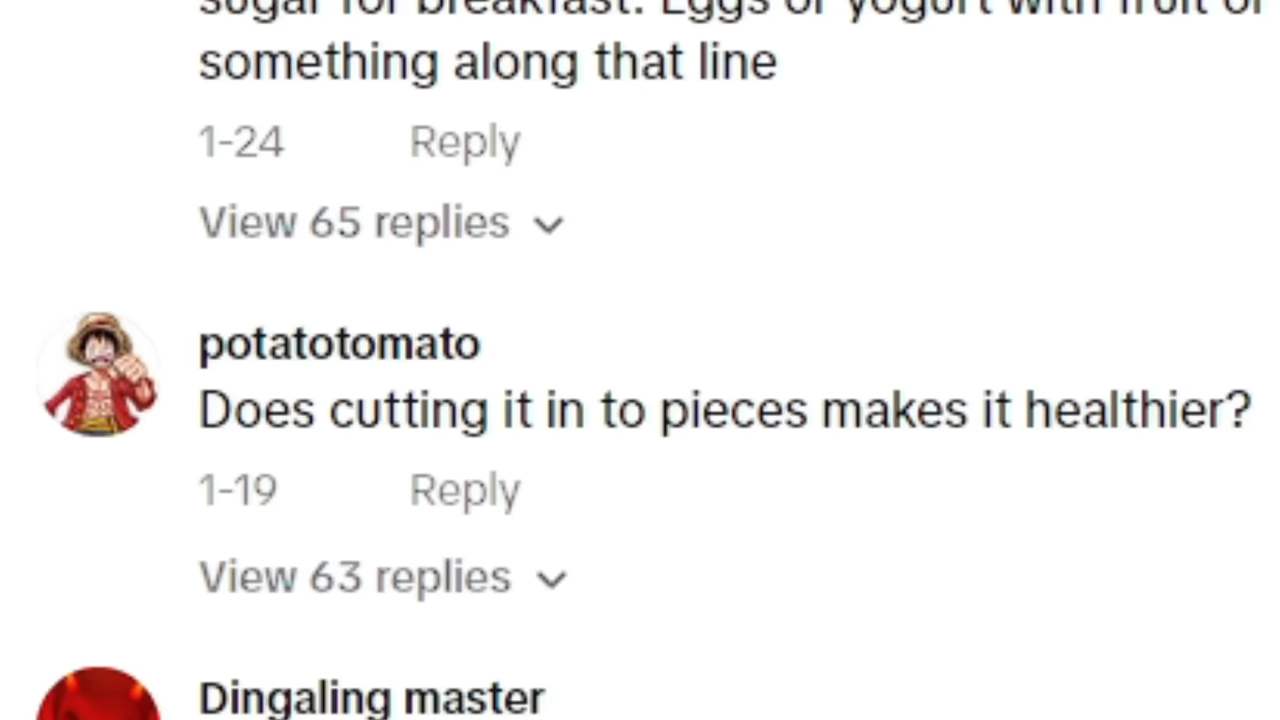 sugar for breakfast. Eggs or yogurt with fruit or
something along that line
1-24 Reply
View 65 replies
potatotomato
Does cutting it in to pieces makes it healthier?
1-19 Reply
View 63 replies
Dingaling master